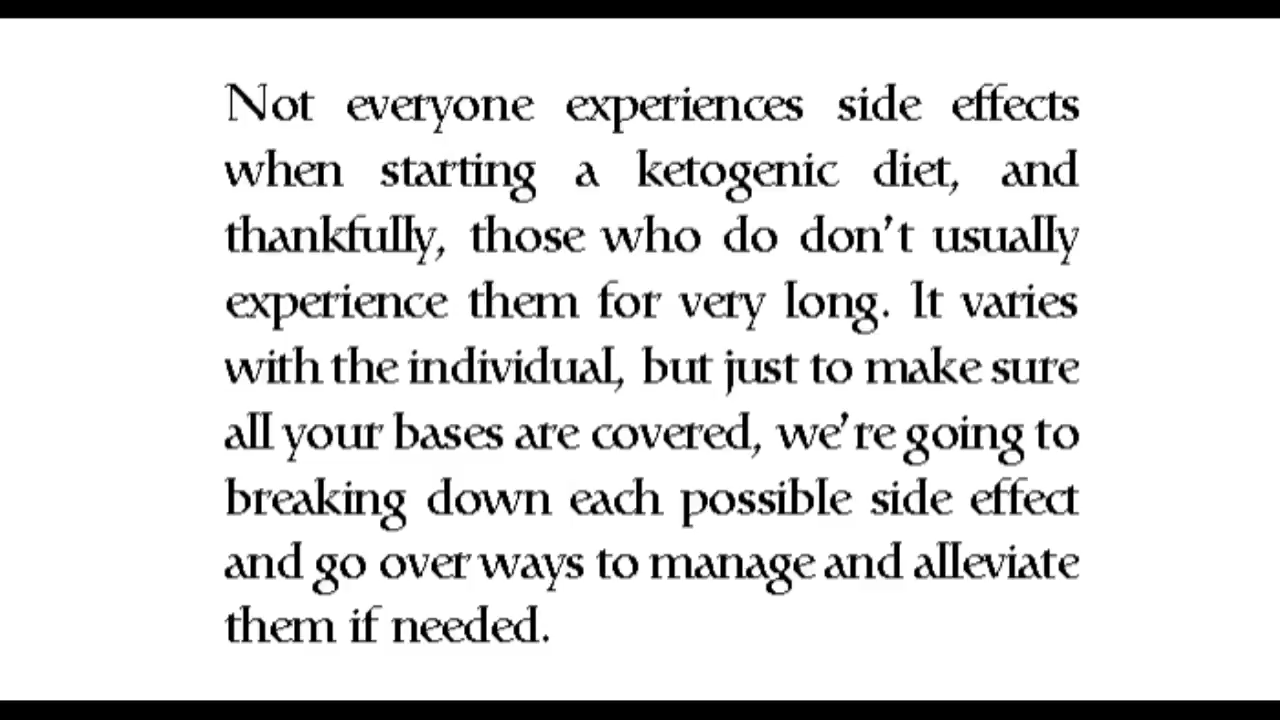 Not everyone experiences side effects
when starting a ketogenic diet, and
thankfully, those who do don't usually
experience them for very long. It varies
with the individual, but just to make sure
all your bases are covered, we're going to
breaking down each possible side effect
and go over ways to manage and alleviate
them if needed.